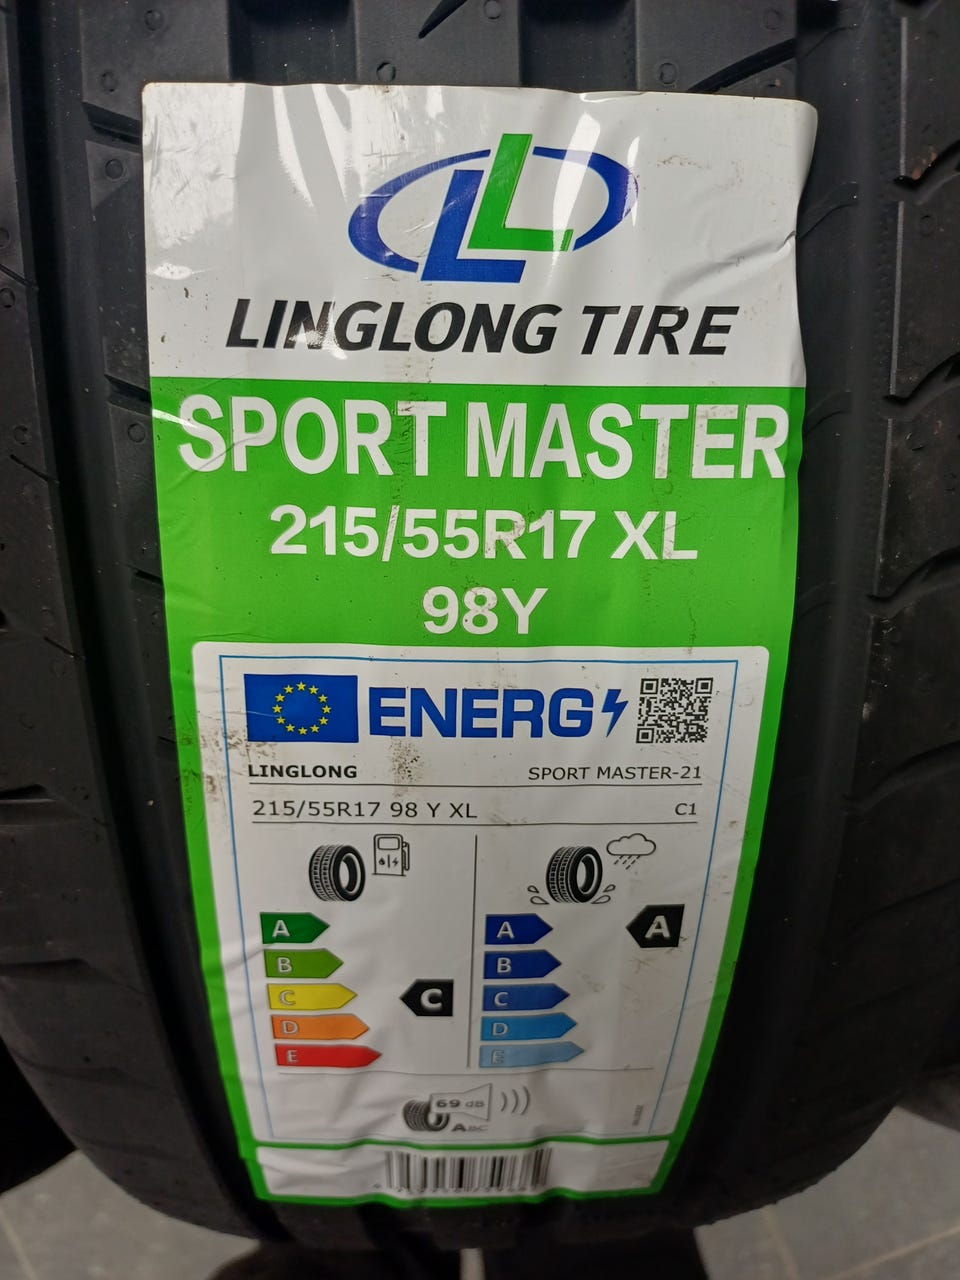 LINGLONG TIRE
SPORT MASTER
215/55R17 XL
98Y
ENERG
LINGLONG SPORT MASTER-21
215/55R17 98 Y XL C1
A A A
B B
C C C
D D
E E
69 dB
ABC